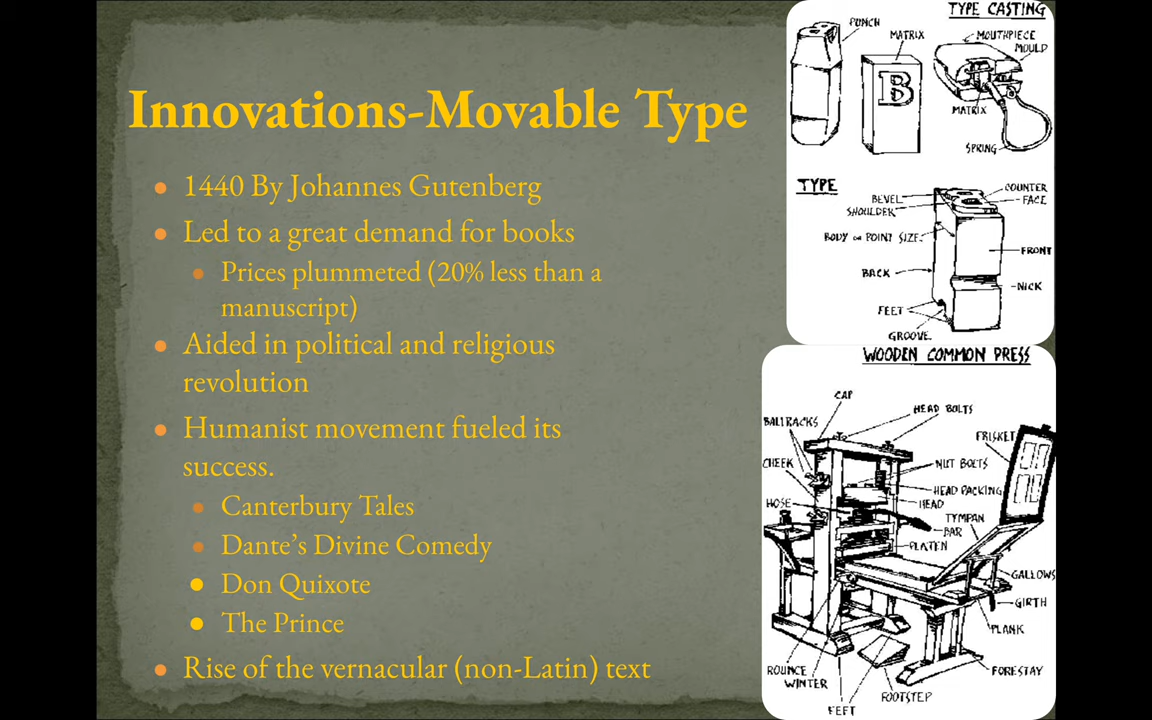 Innovations-Movable Type
1440 By Johannes Gutenberg
Led to a great demand for books
Prices plummeted (20% less than a
manuscript)
Aided in political and religious
revolution
Humanist movement fueled its
success.
Canterbury Tales
Dante's Divine Comedy
Don Quixote
The Prince
Rise of the vernacular (non-Latin) text
TYPE CASTING
PUNCH
MATRIX
MOUTHPIECE
MOULD
MATRIX
SPRING
TYPE
BEVEL
SHOULDER
COUNTER
FACE
BODY OR POINT SIZE
FRONT
BACK
NICK
FEET
GROOVE
WOODEN COMMON PRESS
CAP
HEAD BOLTS
BALL RACKS
FRISKET
CHEEK
NUT BOLTS
HEAD PACKING
HOSE
HEAD
TYMPAN
BAR
PLATEN
GALLOWS
GIRTH
PLANK
ROUNCE
WINTER
FORESTAY
FOOTSTEP
FEET